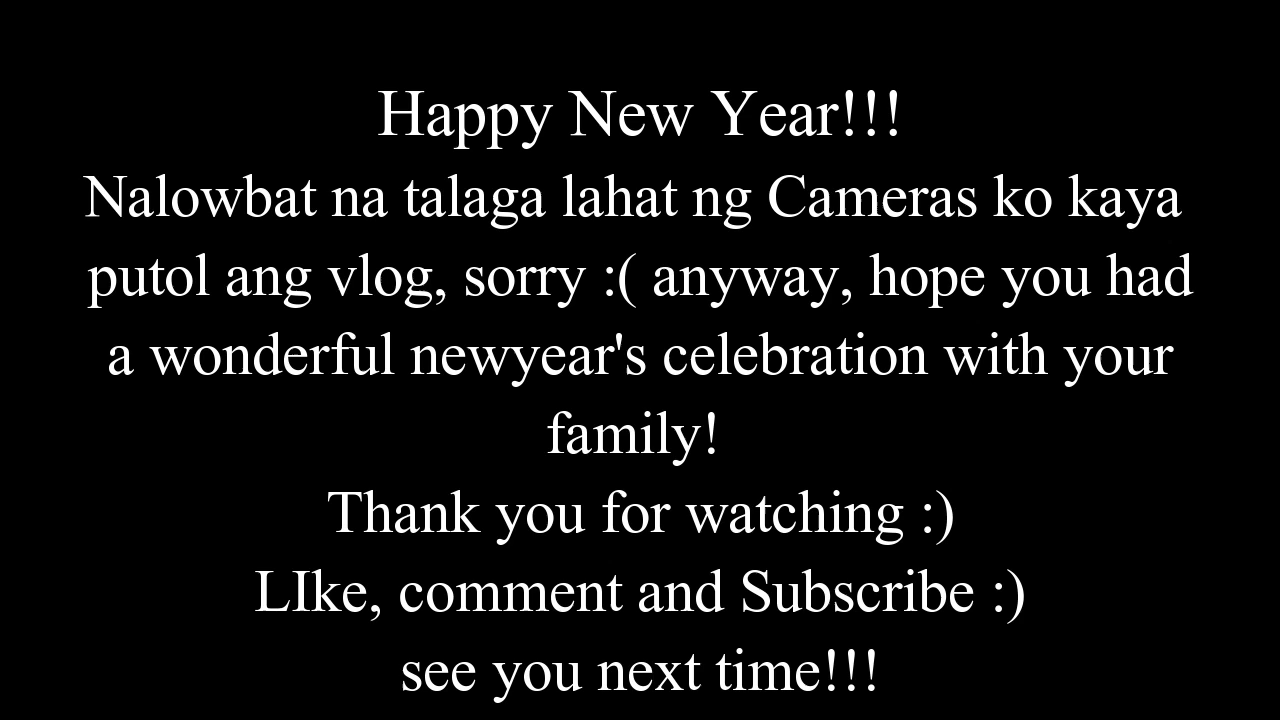 Happy New Year!!!
Nalowbat na talaga lahat ng Cameras ko kaya
putol ang vlog, sorry :( anyway, hope you had
a wonderful newyear's celebration with your
family!
Thank you for watching :)
LIke, comment and Subscribe :)
see you next time!!!